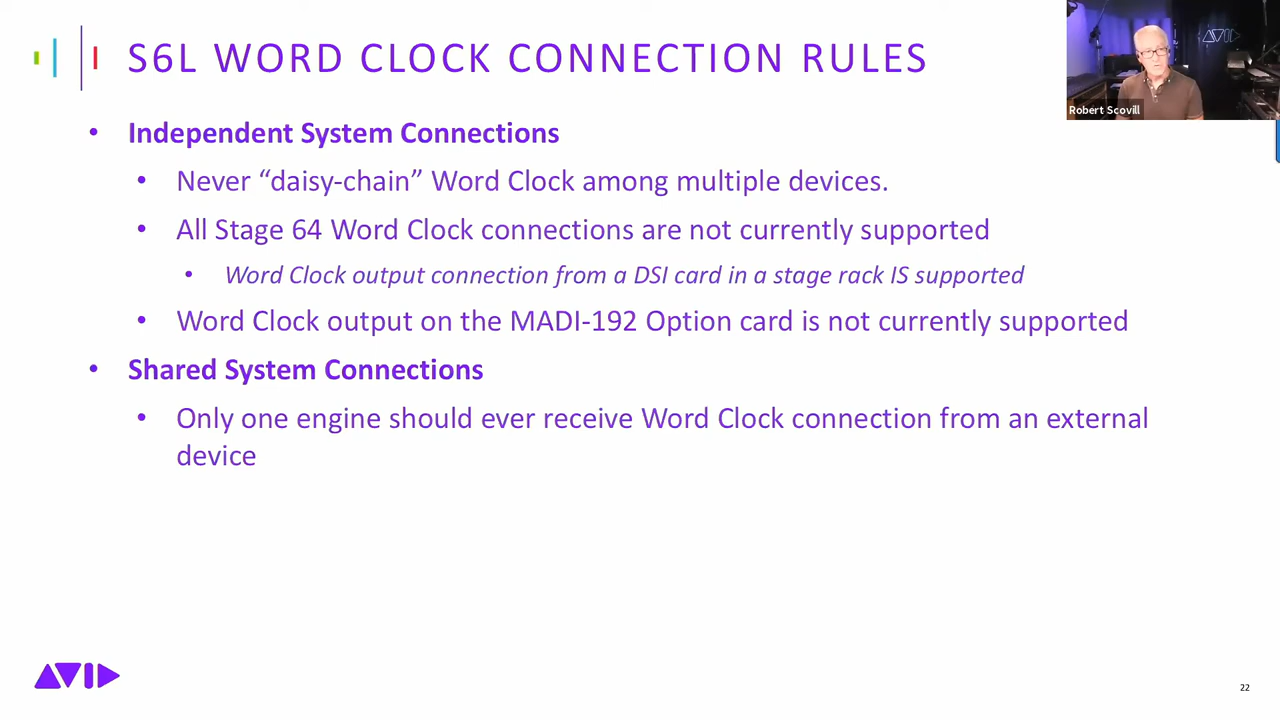 S6L WORD CLOCK CONNECTION RULES
Robert Scovill
• Independent System Connections
• Never “daisy-chain” Word Clock among multiple devices.
• All Stage 64 Word Clock connections are not currently supported
• Word Clock output connection from a DSI card in a stage rack IS supported
• Word Clock output on the MADI-192 Option card is not currently supported
• Shared System Connections
• Only one engine should ever receive Word Clock connection from an external
device
AVID
22